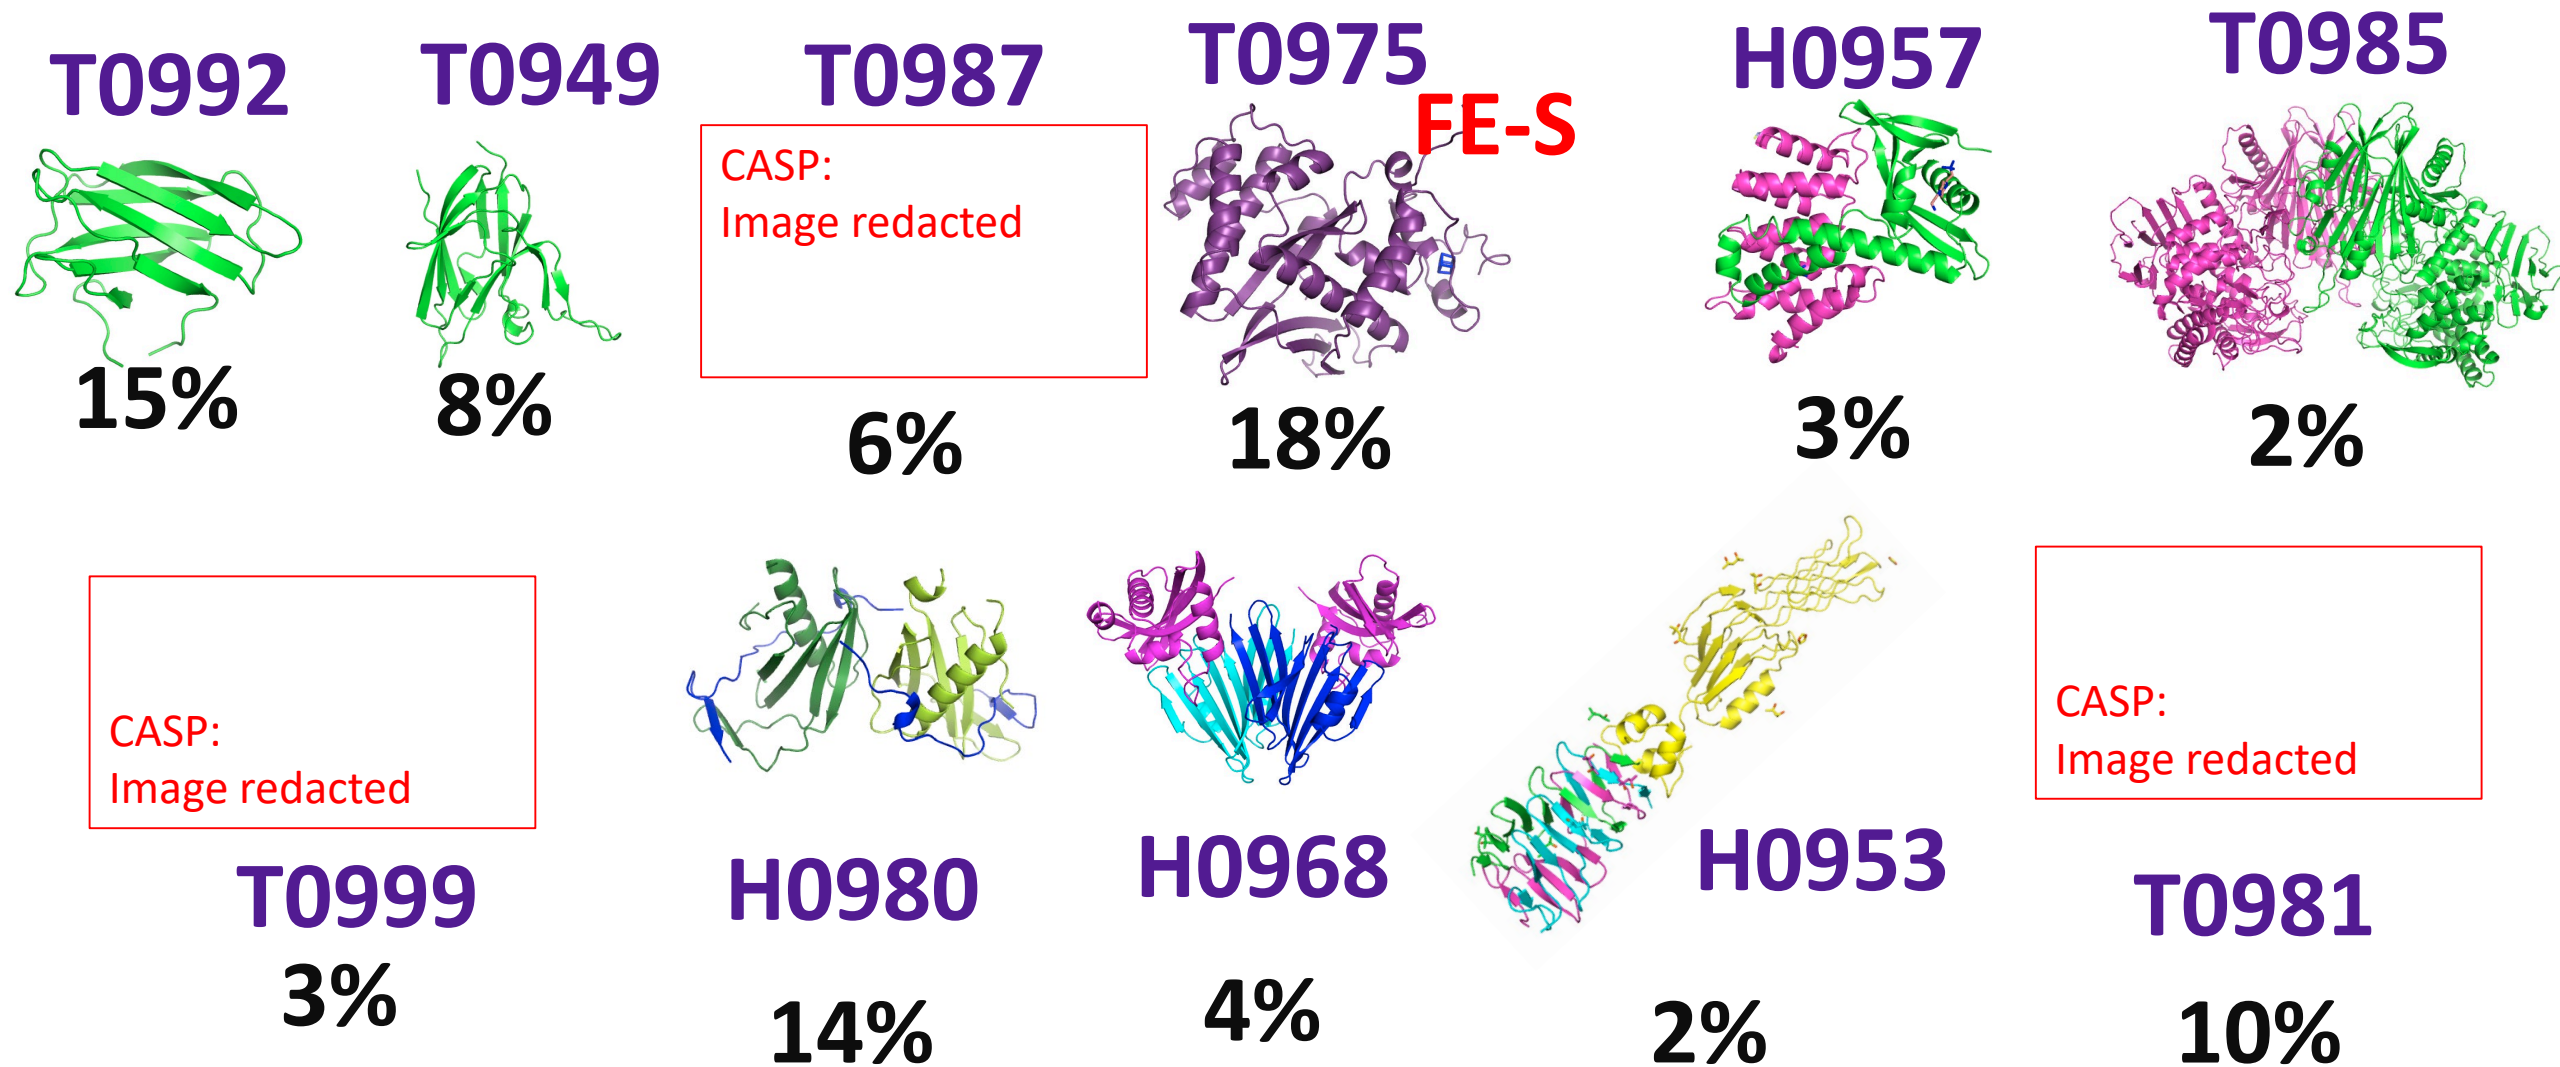 T0992
15%
T0949
8%
T0987
CASP:
Image redacted
6%
T0975
FE-S
18%
H0957
3%
T0985
2%
CASP:
Image redacted
T0999
3%
H0980
14%
H0968
4%
H0953
2%
CASP:
Image redacted
T0981
10%